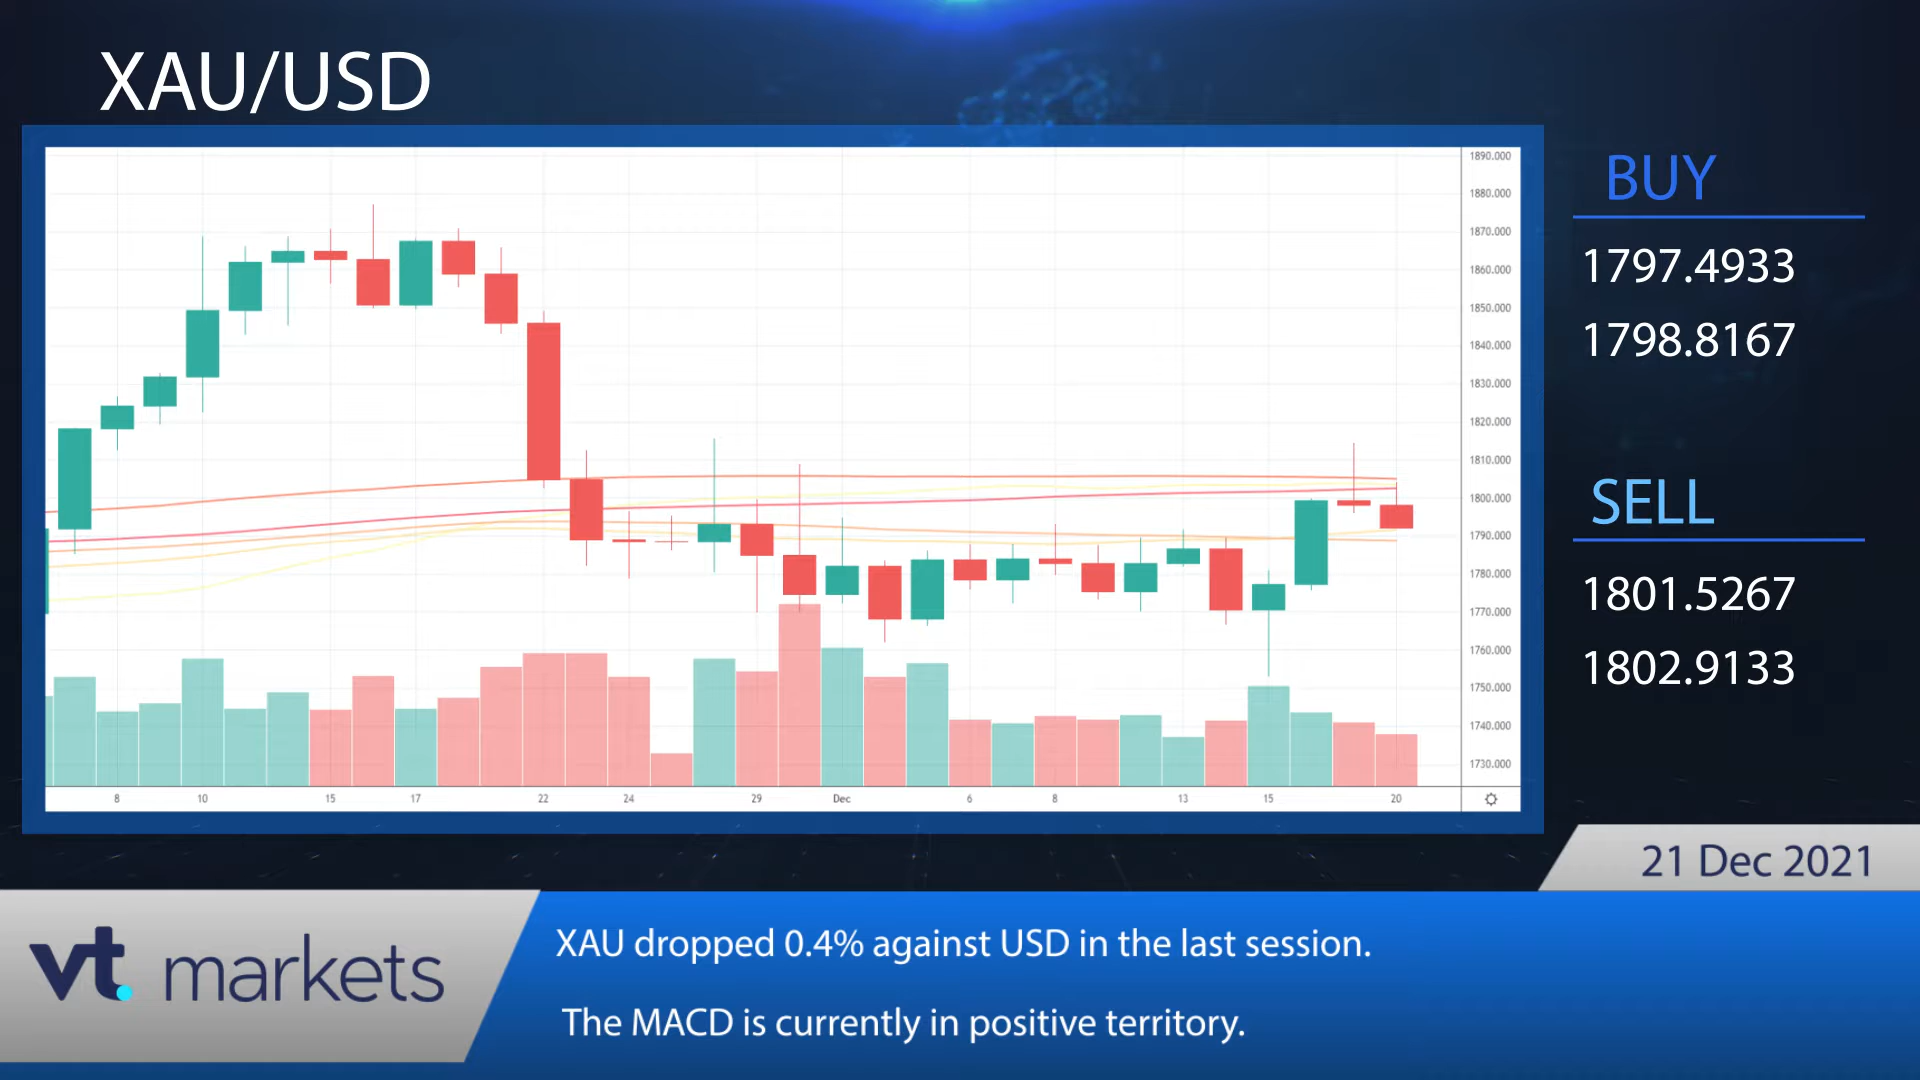 XAU/USD
1890.000
1880.000
1870.000
1860.000
1850.000
1840.000
1830.000
1820.000
1810.000
1800.000
1790.000
1780.000
1770.000
1760.000
1750.000
1740.000
1730.000
8 10 15 17 22 24 29 Dec 6 8 13 15 20
BUY
1797.4933
1798.8167
SELL
1801.5267
1802.9133
21 Dec 2021
vt. markets
XAU dropped 0.4% against USD in the last session.
The MACD is currently in positive territory.